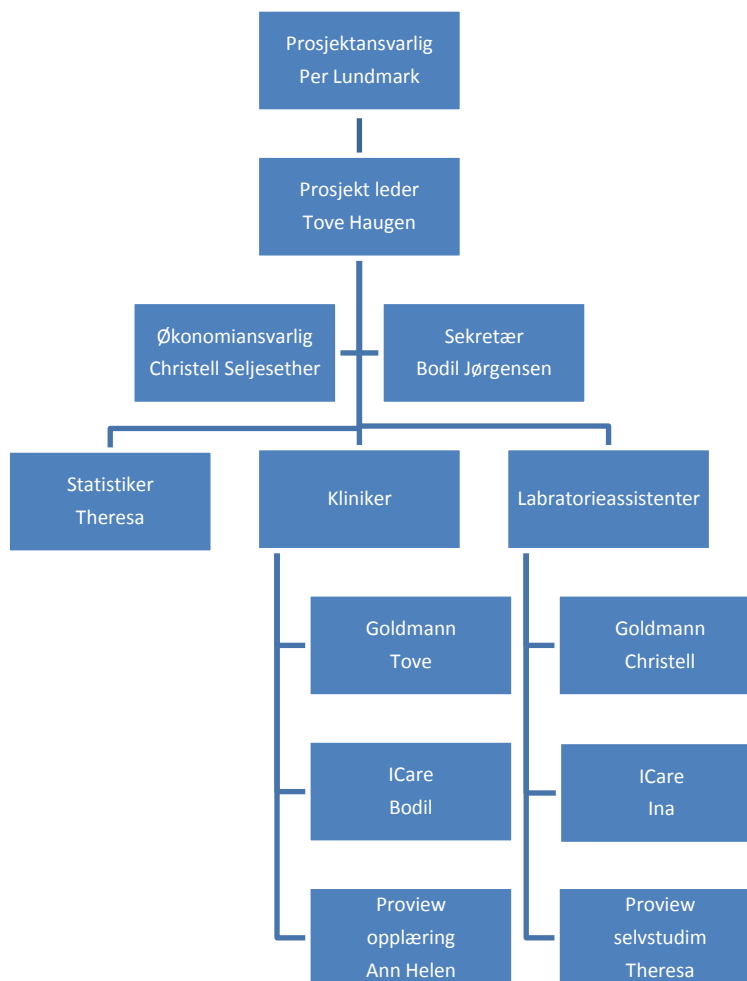 Prosjektansvarlig
Per Lundmark
Prosjekt leder
Tove Haugen
Økonomiansvarlig
Christell Seljesether
Sekretær
Bodil Jørgensen
Statistiker
Theresa
Kliniker
Labratorieassistenter
Goldmann
Tove
Goldmann
Christell
ICare
Bodil
ICare
Ina
Proview
opplæring
Ann Helen
Proview
selvstudim
Theresa